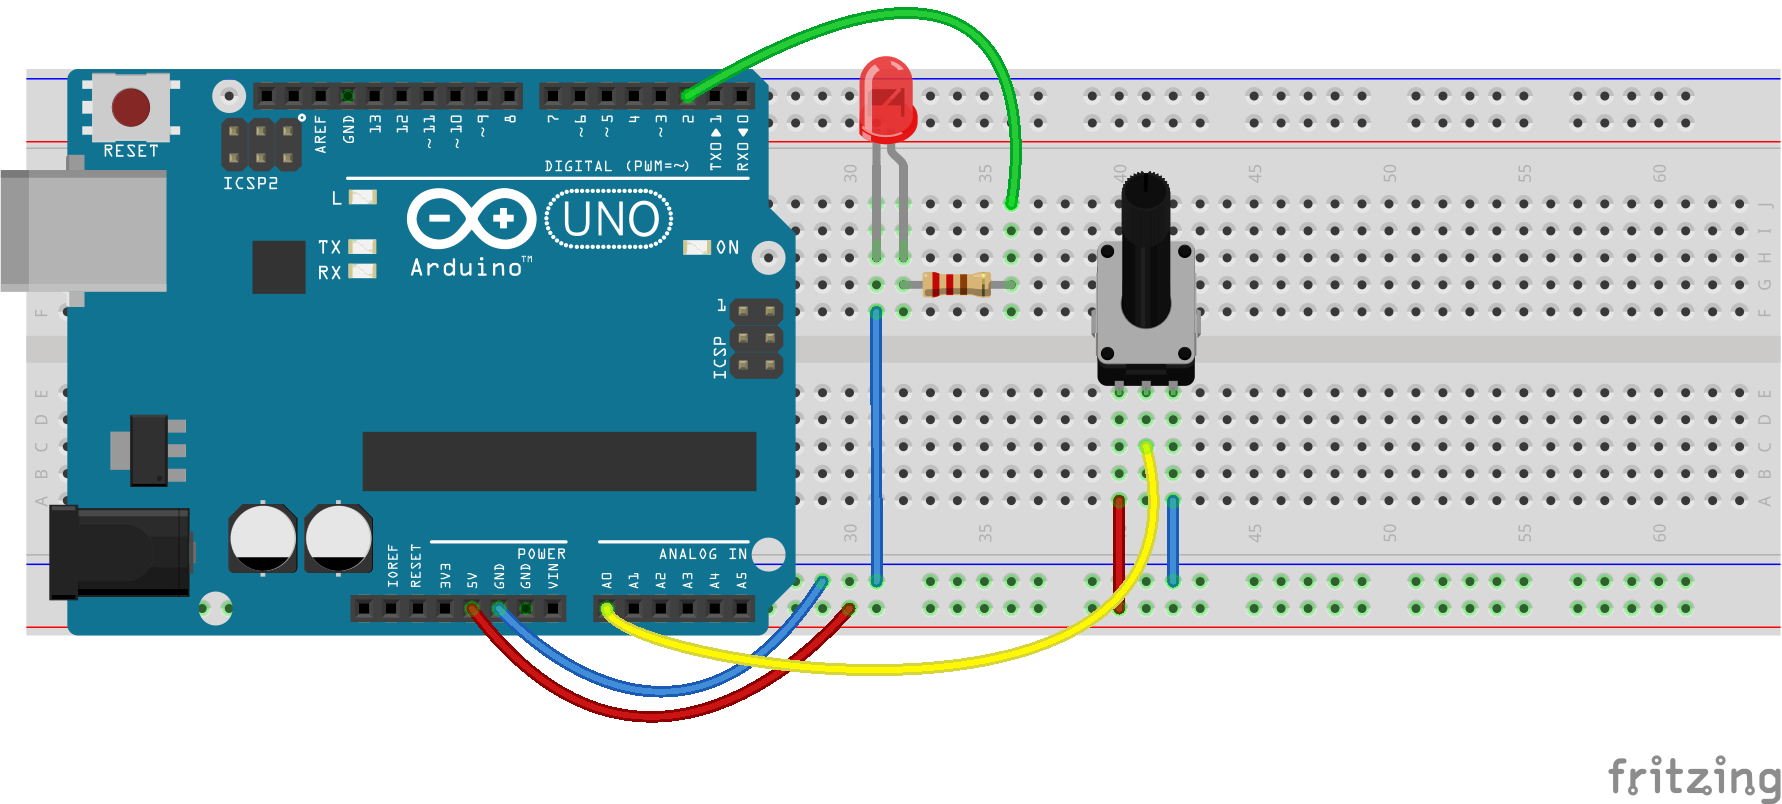 RESET
ICSP2
AREF
GND
13
12
~11
~10
~9
8
7
~6
~5
4
~3
2
TX0▶1
RX0◀0
DIGITAL (PWM=~)
L
TX
RX
UNO
Arduino™
ON
1
ICSP
IOREF
RESET
3V3
5V
GND
GND
VIN
POWER
A0
A1
A2
A3
A4
A5
ANALOG IN
30
35
40
45
50
55
60
J
I
H
G
F
F
E
D
C
B
A
E
D
C
B
A
30
35
45
50
55
60
fritzing